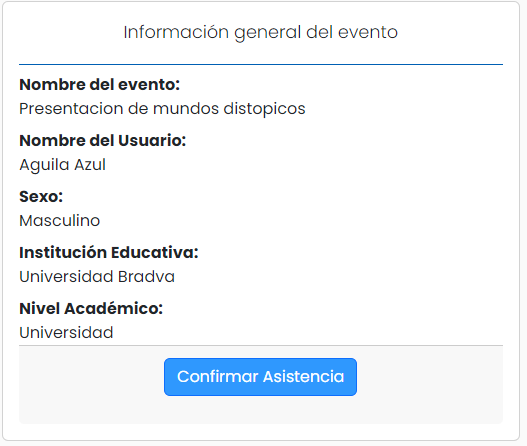 Información general del evento
Nombre del evento:
Presentacion de mundos distopicos
Nombre del Usuario:
Aguila Azul
Sexo:
Masculino
Institución Educativa:
Universidad Bradva
Nivel Académico:
Universidad
Confirmar Asistencia